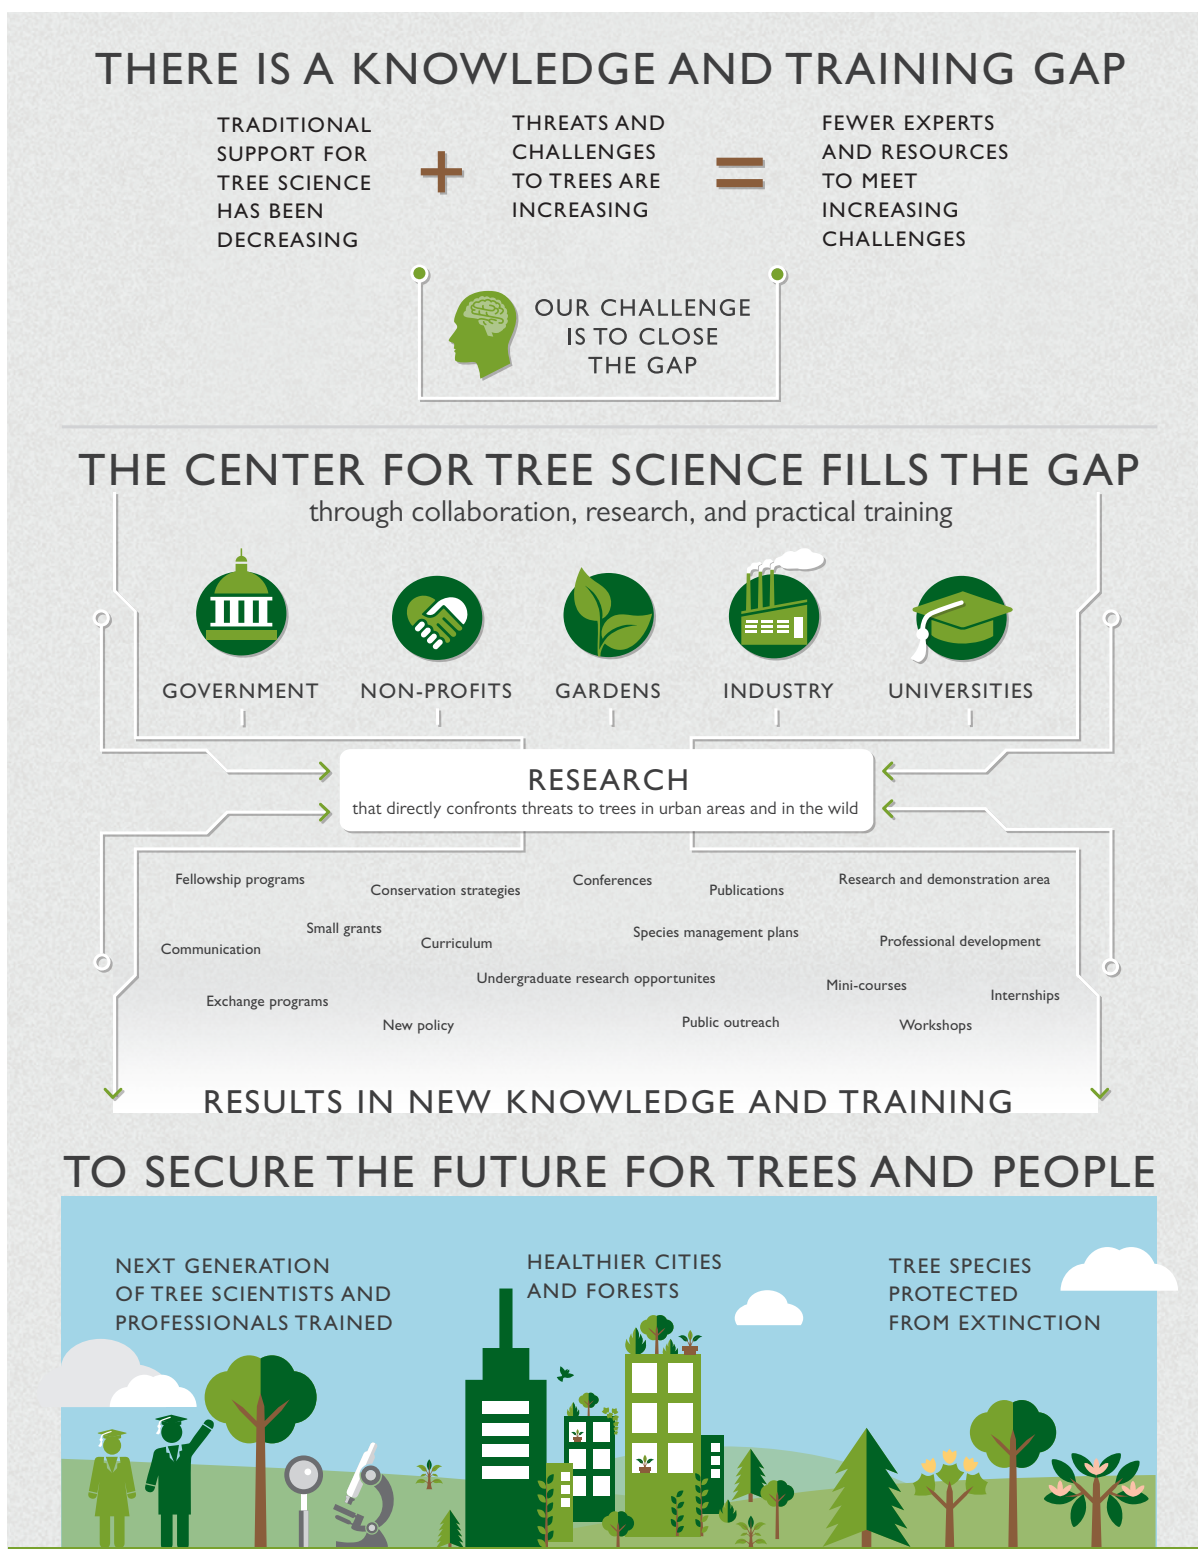 THERE IS A KNOWLEDGE AND TRAINING GAP
TRADITIONAL
SUPPORT FOR
TREE SCIENCE
HAS BEEN
DECREASING
+
THREATS AND
CHALLENGES
TO TREES ARE
INCREASING
=
FEWER EXPERTS
AND RESOURCES
TO MEET
INCREASING
CHALLENGES
OUR CHALLENGE
IS TO CLOSE
THE GAP
THE CENTER FOR TREE SCIENCE FILLS THE GAP
through collaboration, research, and practical training
GOVERNMENT
NON-PROFITS
GARDENS
INDUSTRY
UNIVERSITIES
RESEARCH
that directly confronts threats to trees in urban areas and in the wild
Fellowship programs
Conservation strategies
Conferences
Publications
Research and demonstration area
Small grants
Communication
Curriculum
Species management plans
Professional development
Undergraduate research opportunites
Mini-courses
Internships
Exchange programs
New policy
Public outreach
Workshops
RESULTS IN NEW KNOWLEDGE AND TRAINING
TO SECURE THE FUTURE FOR TREES AND PEOPLE
NEXT GENERATION
OF TREE SCIENTISTS AND
PROFESSIONALS TRAINED
HEALTHIER CITIES
AND FORESTS
TREE SPECIES
PROTECTED
FROM EXTINCTION